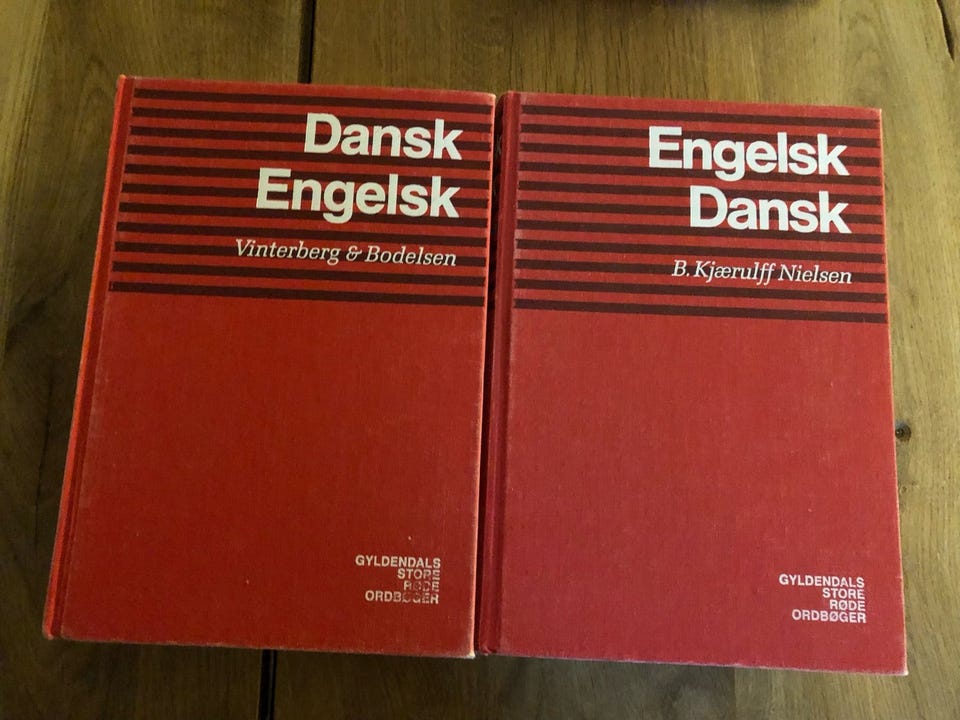 Dansk
Engelsk
Vinterberg & Bodelsen
GYLDENDALS
STORE
RØDE
ORDBØGER
Engelsk
Dansk
B. Kjærulff Nielsen
GYLDENDALS
STORE
RØDE
ORDBØGER